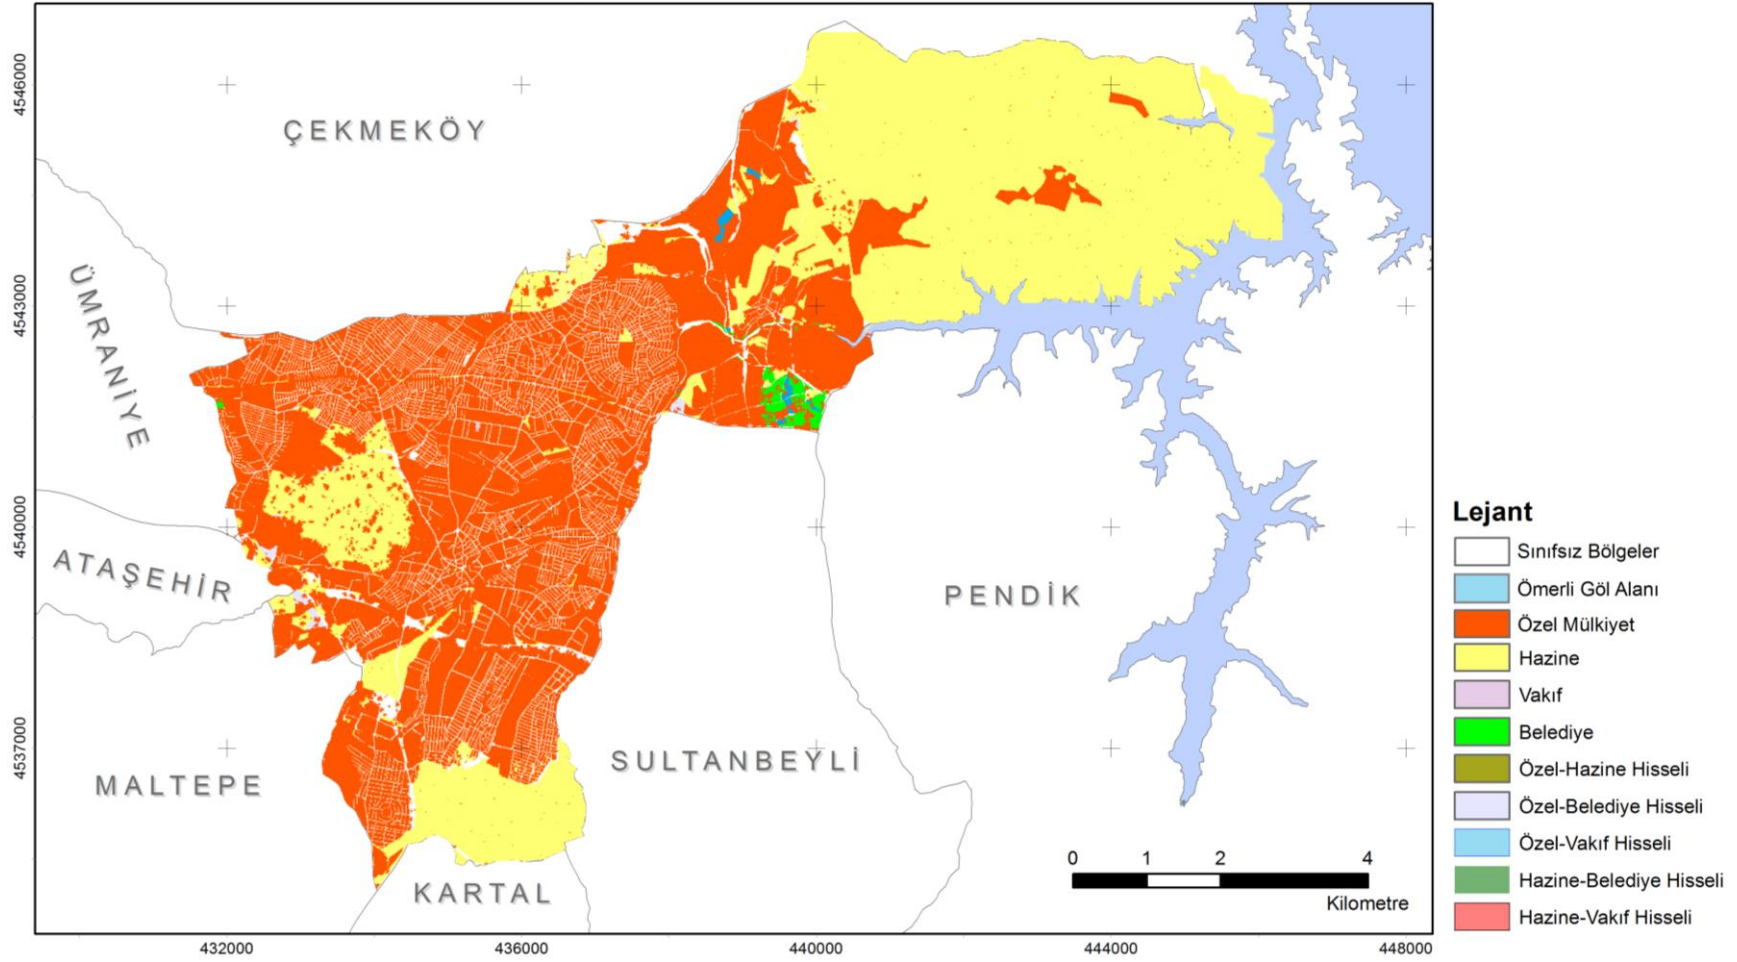 4546000
4543000
4540000
4537000
ÇEKMEKÖY
ÜMRANİYE
ATAŞEHİR
PENDİK
MALTEPE
SULTANBEYLİ
KARTAL
0 1 2 4
Kilometre
432000 436000 440000 444000 448000
Lejant
Sınıfsız Bölgeler
Ömerli Göl Alanı
Özel Mülkiyet
Hazine
Vakıf
Belediye
Özel-Hazine Hisseli
Özel-Belediye Hisseli
Özel-Vakıf Hisseli
Hazine-Belediye Hisseli
Hazine-Vakıf Hisseli